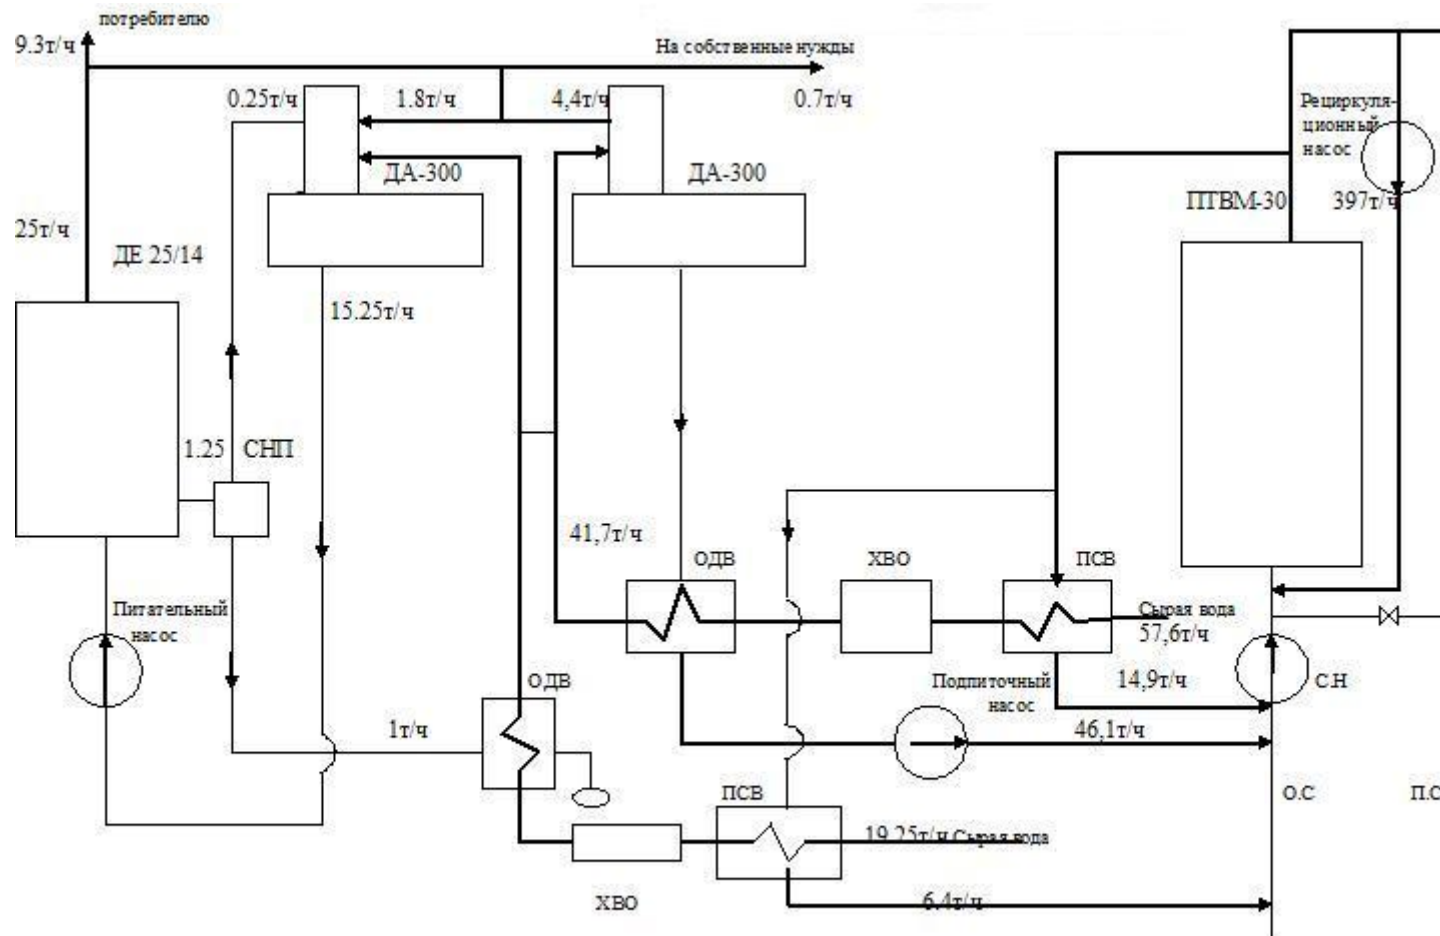 потребителю
9.3т/ч
На собственные нужды
0.25т/ч
1.8т/ч
4,4т/ч
0.7т/ч
Рециркуля-
ционный
насос
ДА-300
ДА-300
ПТВМ-30
397т/ч
25т/ч
ДЕ 25/14
15.25т/ч
1.25
СНП
41,7т/ч
ОДВ
ХВО
ПСВ
Питательный
насос
Сырая вода
57,6т/ч
ОДВ
Подпиточный
насос
14,9т/ч
С.Н
1т/ч
46,1т/ч
ПСВ
О.С
П.С
19.25т/ч Сырая вода
ХВО
6.4т/ч